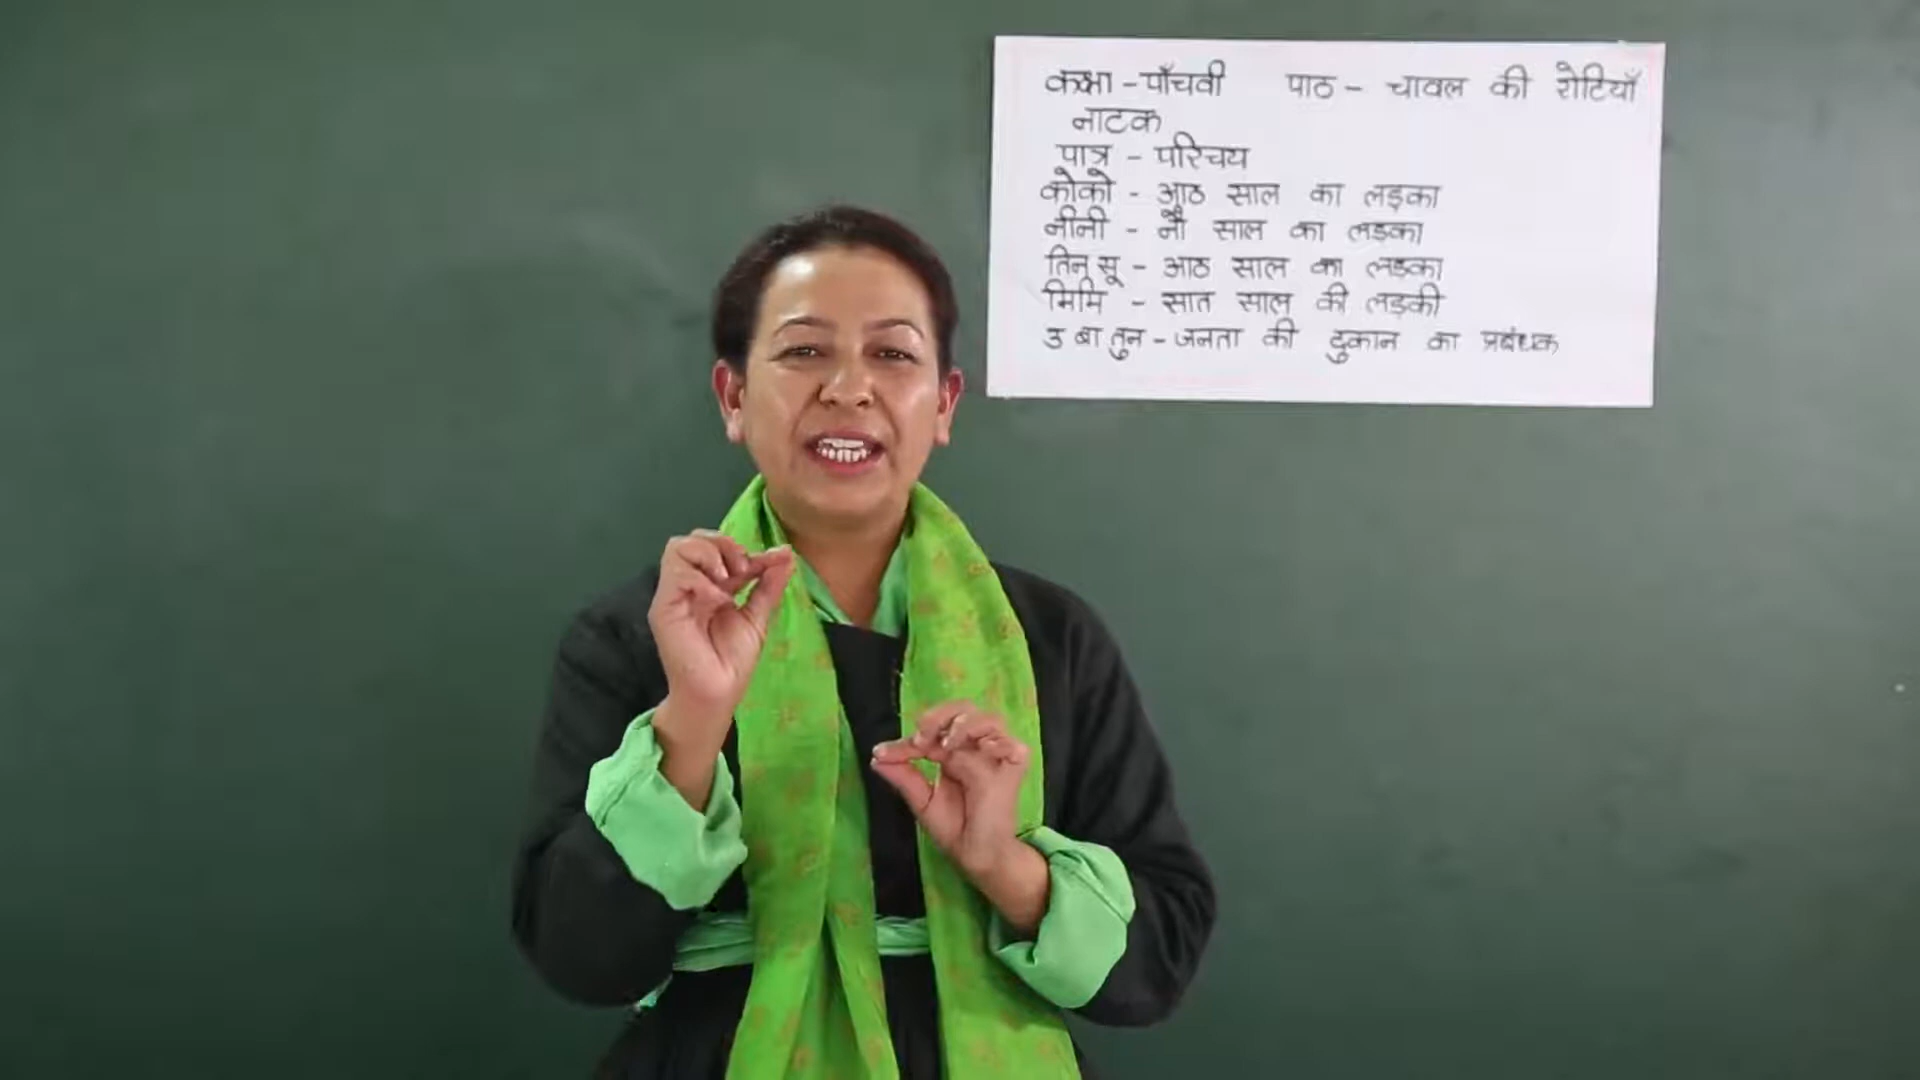 कक्षा - पाँचवी पाठ - चावल की रोटियाँ
नाटक
पात्र - परिचय
कोको - आठ साल का लड़का
नीनी - नौ साल का लड़का
तिन सू - आठ साल का लड़का
मिमि - सात साल की लड़की
उ बा तुन - जनता की दुकान का प्रबंधक